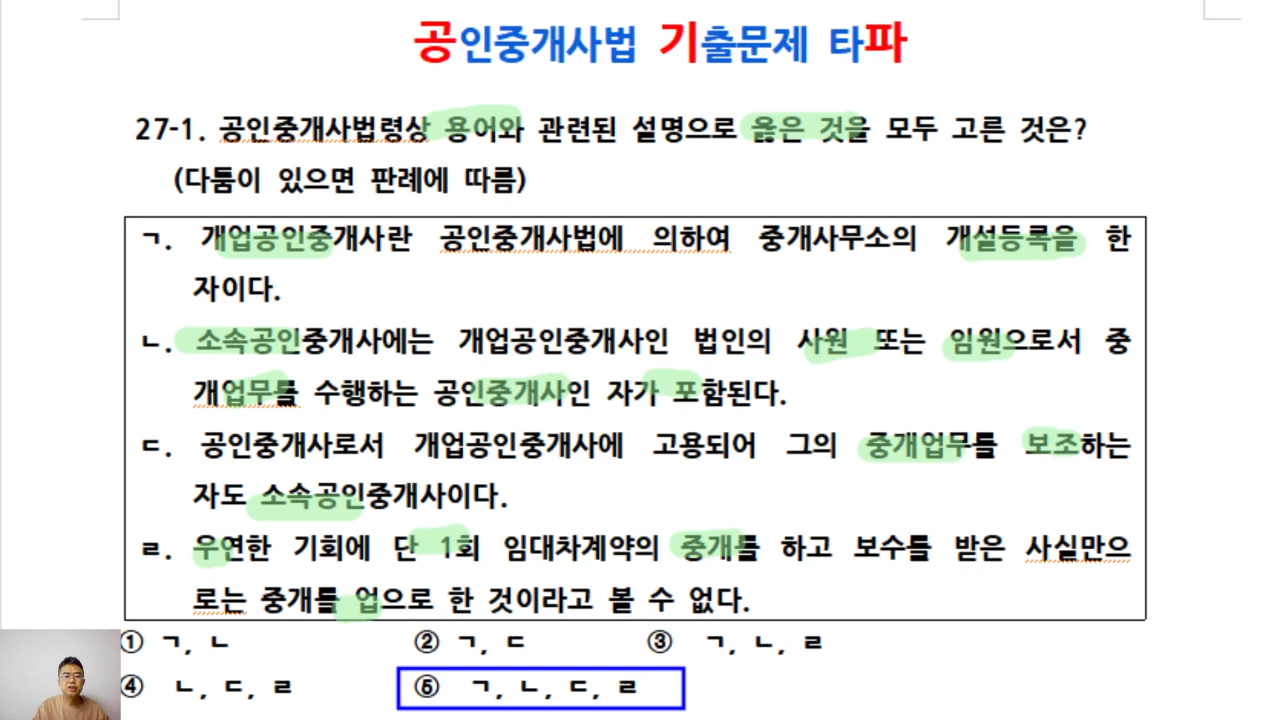 공인중개사법 기출문제 타파
27-1. 공인중개사법령상 용어와 관련된 설명으로 옳은 것을 모두 고른 것은?
(다툼이 있으면 판례에 따름)
ㄱ. 개업공인중개사란 공인중개사법에 의하여 중개사무소의 개설등록을 한
자이다.
ㄴ. 소속공인중개사에는 개업공인중개사인 법인의 사원 또는 임원으로서 중
개업무를 수행하는 공인중개사인 자가 포함된다.
ㄷ. 공인중개사로서 개업공인중개사에 고용되어 그의 중개업무를 보조하는
자도 소속공인중개사이다.
ㄹ. 우연한 기회에 단 1회 임대차계약의 중개를 하고 보수를 받은 사실만으
로는 중개를 업으로 한 것이라고 볼 수 없다.
① ㄱ, ㄴ ② ㄱ, ㄷ ③ ㄱ, ㄴ, ㄹ
④ ㄴ, ㄷ, ㄹ ⑤ ㄱ, ㄴ, ㄷ, ㄹ